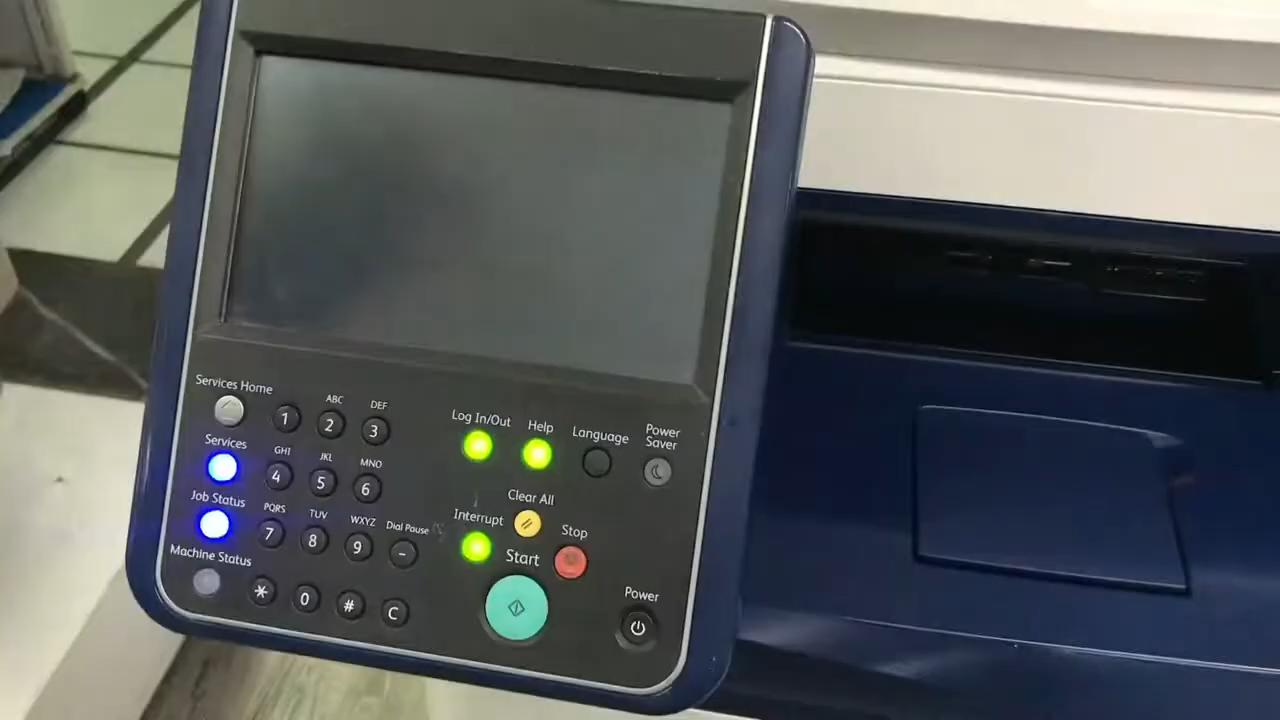 Services Home
1
ABC
2
DEF
3
Log In/Out
Help
Language
Power
Saver
Services
GHI
4
JKL
5
MNO
6
Clear All
Job Status
PQRS
7
TUV
8
WXYZ
9
Dial Pause
-
Interrupt
Stop
Machine Status
*
0
#
C
Start
Power